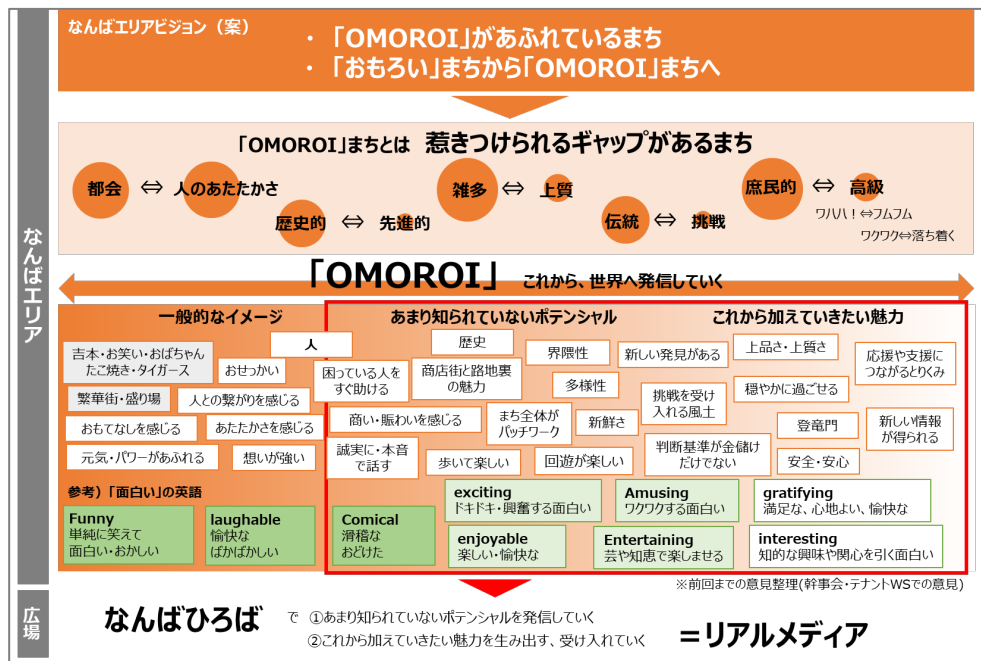 なんばエリアビジョン（案）
・「OMOROI」があふれているまち
・「おもろい」まちから「OMOROI」まちへ
なんばエリア
「OMOROI」まちとは 惹きつけられるギャップがあるまち
都会 ⇔ 人のあたたかさ
雑多 ⇔ 上質
庶民的 ⇔ 高級
歴史的 ⇔ 先進的
伝統 ⇔ 挑戦
ワハハ！⇔フムフム
ワクワク⇔落ち着く
「OMOROI」 これから、世界へ発信していく
一般的なイメージ
人
吉本・お笑い・おばちゃん
たこ焼き・タイガース
おせっかい
繁華街・盛り場
人との繋がりを感じる
おもてなしを感じる
あたたかさを感じる
元気・パワーがあふれる
想いが強い
あまり知られていないポテンシャル
これから加えていきたい魅力
歴史
界隈性
新しい発見がある
上品さ・上質さ
応援や支援に
つながるとりくみ
困っている人を
すぐ助ける
商店街と路地裏
の魅力
多様性
挑戦を受け
入れる風土
穏やかに過ごせる
商い・賑わいを感じる
まち全体が
パッチワーク
新鮮さ
登竜門
新しい情報
が得られる
誠実に・本音
で話す
歩いて楽しい
回遊が楽しい
判断基準が金儲け
だけでない
安全・安心
参考）「面白い」の英語
Funny
単純に笑えて
面白い・おかしい
laughable
愉快な
ばかばかしい
Comical
滑稽な
おどけた
exciting
ドキドキ・興奮する面白い
Amusing
ワクワクする面白い
gratifying
満足な、心地よい、愉快な
enjoyable
楽しい・愉快な
Entertaining
芸や知恵で楽しませる
interesting
知的な興味や関心を引く面白い
※前回までの意見整理(幹事会・テナントWSでの意見)
広場
なんばひろば で ①あまり知られていないポテンシャルを発信していく
②これから加えていきたい魅力を生み出す、受け入れていく
＝リアルメディア